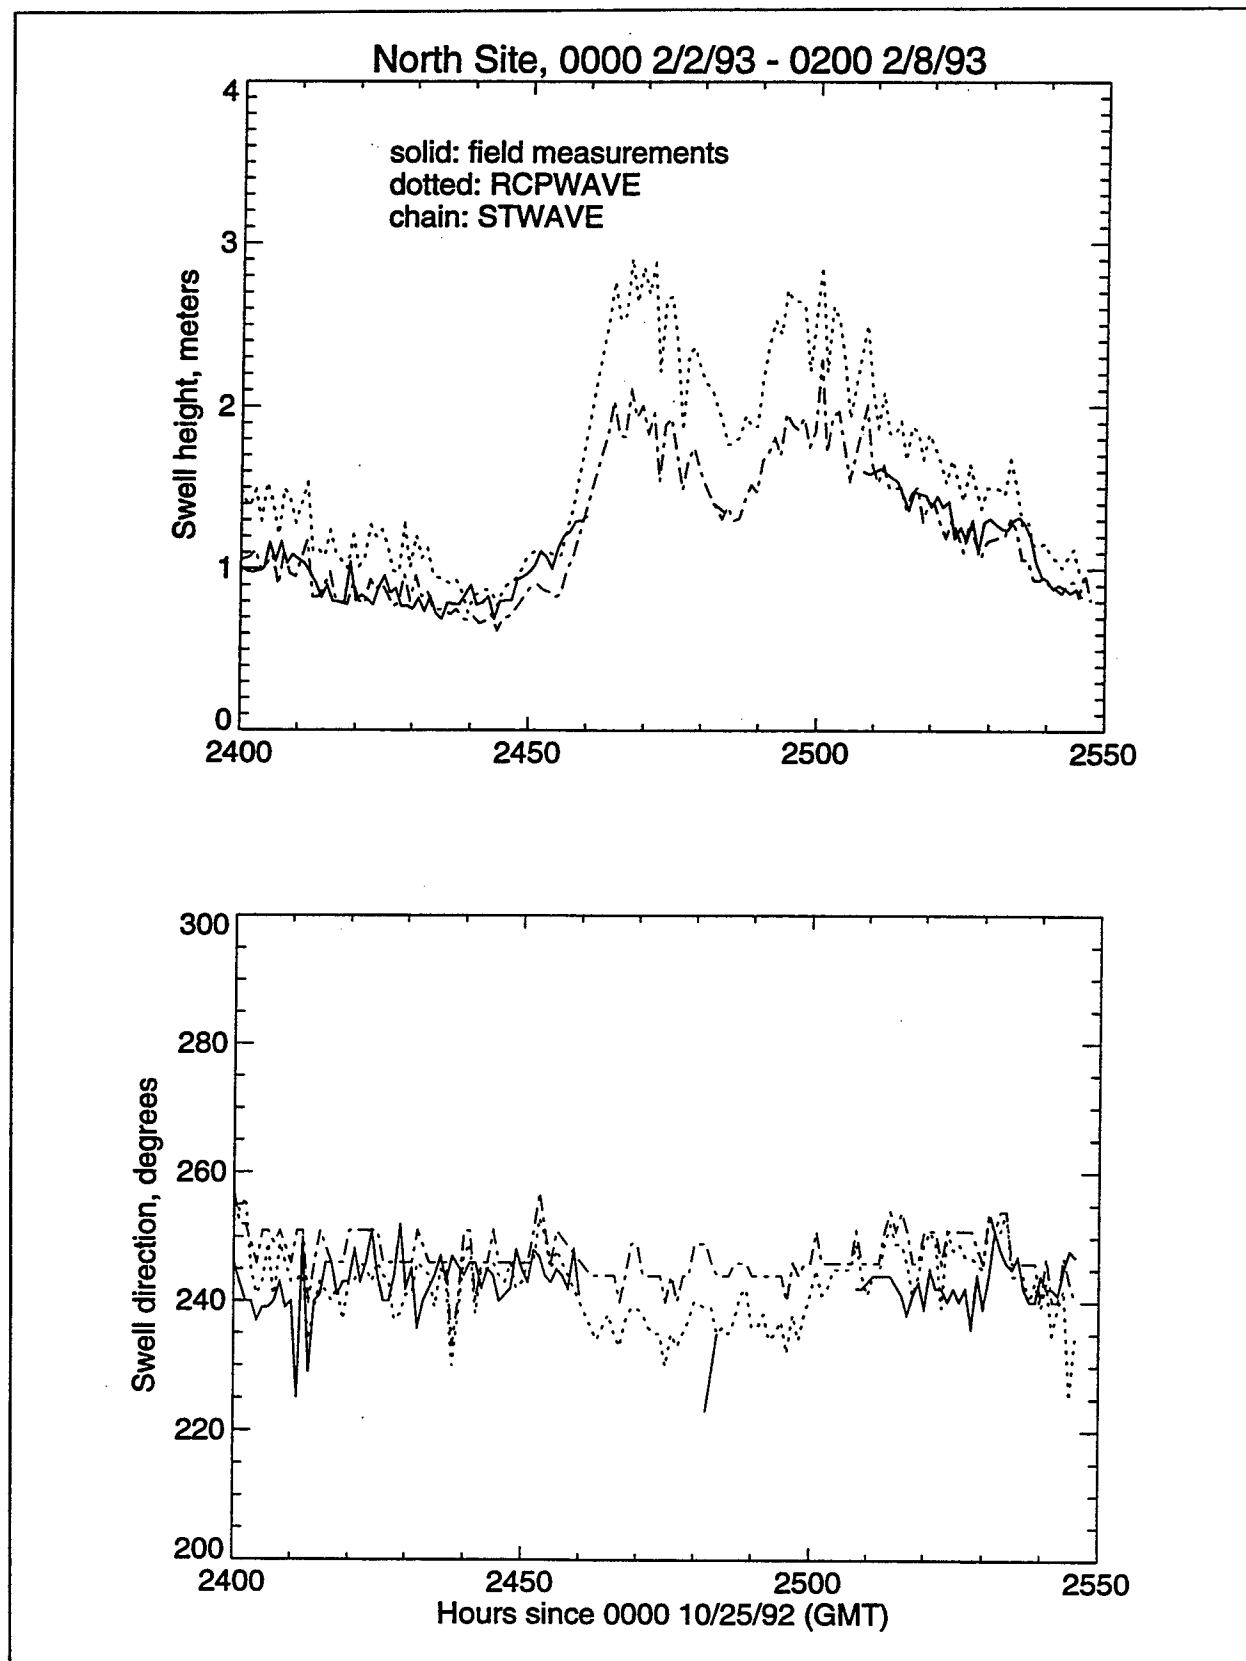 North Site, 0000 2/2/93 - 0200 2/8/93
solid: field measurements
dotted: RCPWAVE
chain: STWAVE
Swell height, meters
4
3
2
1
0
2400 2450 2500 2550
Swell direction, degrees
300
280
260
240
220
200
2400 2450 2500 2550
Hours since 0000 10/25/92 (GMT)